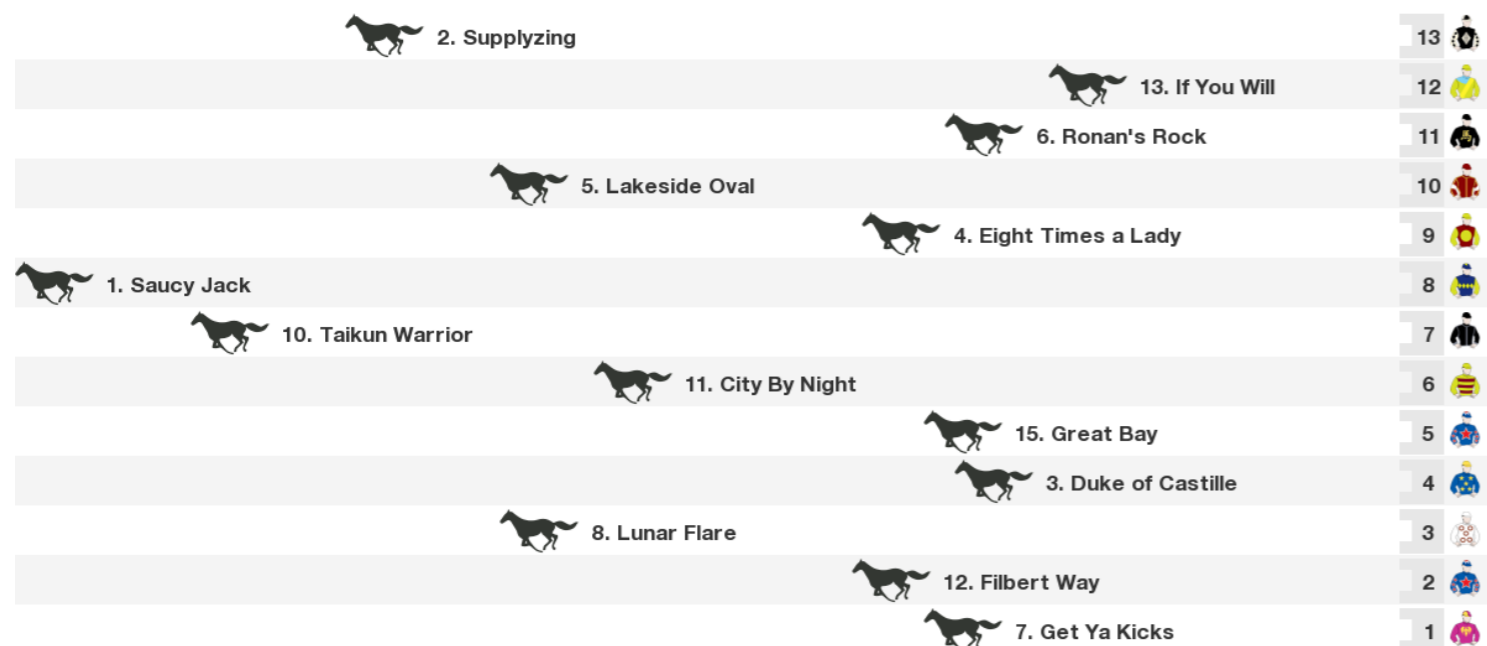 2. Supplyzing 13
13. If You Will 12
6. Ronan's Rock 11
5. Lakeside Oval 10
4. Eight Times a Lady 9
1. Saucy Jack 8
10. Taikun Warrior 7
11. City By Night 6
15. Great Bay 5
3. Duke of Castille 4
8. Lunar Flare 3
12. Filbert Way 2
7. Get Ya Kicks 1